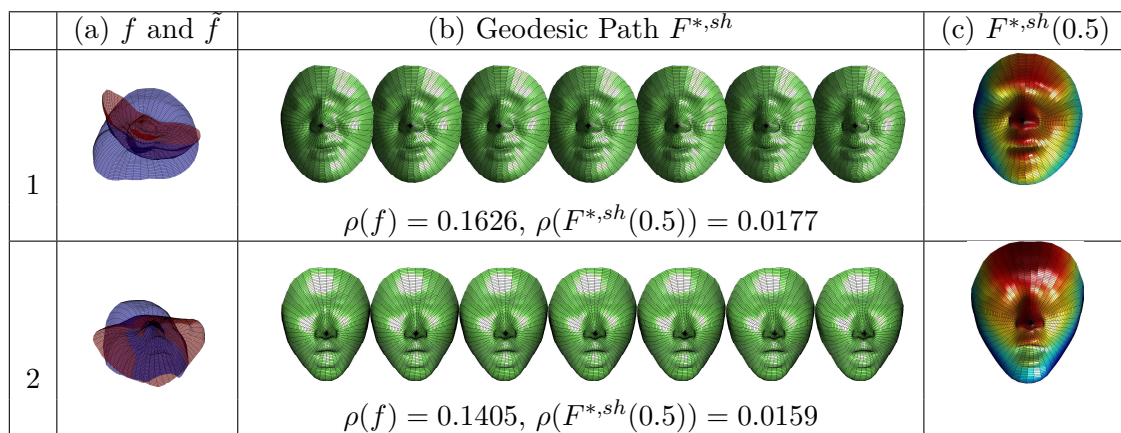 (a) f and f̃ (b) Geodesic Path F^{*,sh} (c) F^{*,sh}(0.5)
1
ρ(f) = 0.1626, ρ(F^{*,sh}(0.5)) = 0.0177
2
ρ(f) = 0.1405, ρ(F^{*,sh}(0.5)) = 0.0159